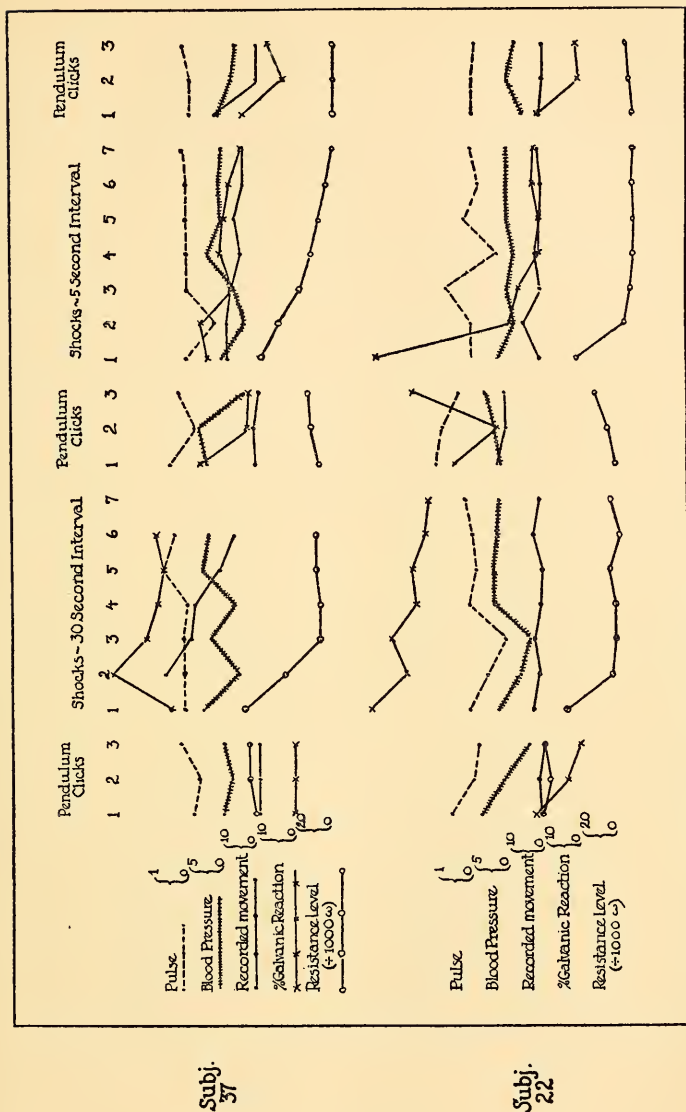 Pendulum Clicks
1 2 3
Shocks~30 Second Interval
1 2 3 4 5 6 7
Pendulum Clicks
1 2 3
Shocks~5 Second Interval
1 2 3 4 5 6 7
Pendulum Clicks
1 2 3
Subj. 37
Pulse
1
0
Blood Pressure
5
0
Recorded movement
10
0
%Galvanic Reaction
10
0
Resistance Level
(÷1000 ω)
20
0
Subj. 22
Pulse
1
0
Blood Pressure
5
0
Recorded movement
10
0
%Galvanic Reaction
10
0
Resistance Level
(÷1000 ω)
20
0